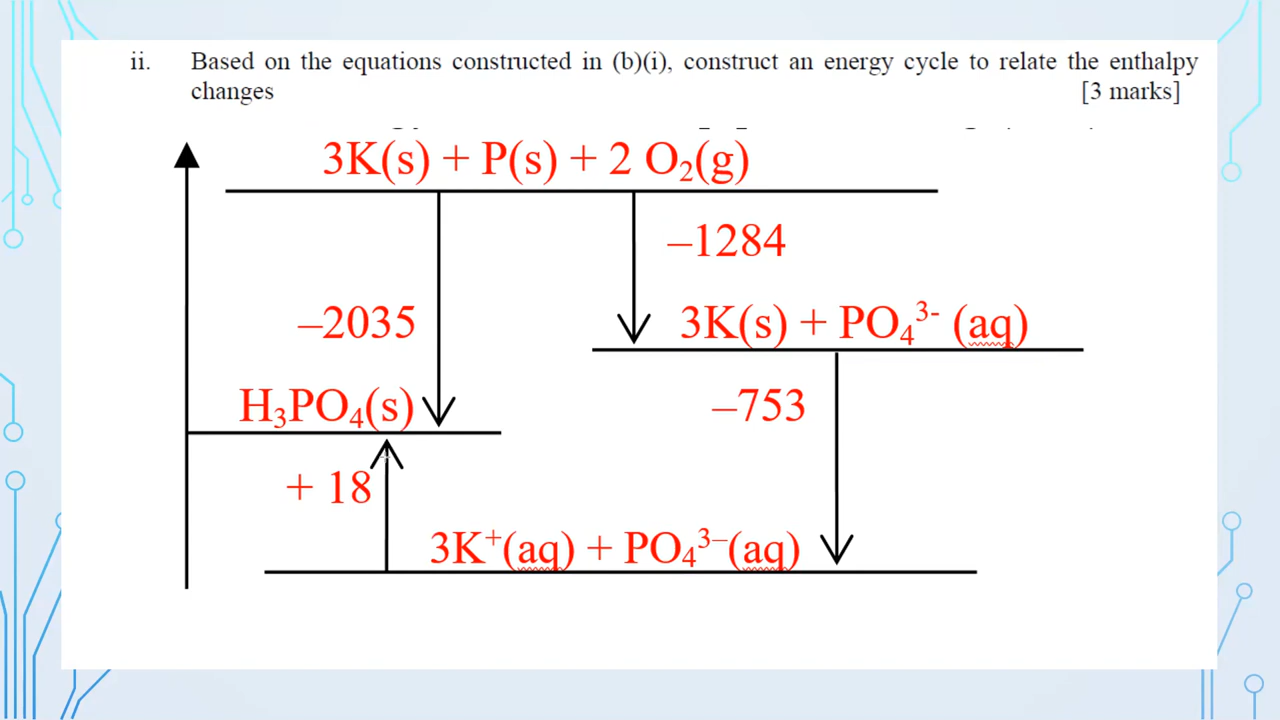 ii. Based on the equations constructed in (b)(i), construct an energy cycle to relate the enthalpy
changes [3 marks]
3K(s) + P(s) + 2 O₂(g)
–1284
–2035
3K(s) + PO₄³⁻ (aq)
H₃PO₄(s)
–753
+ 18
3K⁺(aq) + PO₄³⁻(aq)